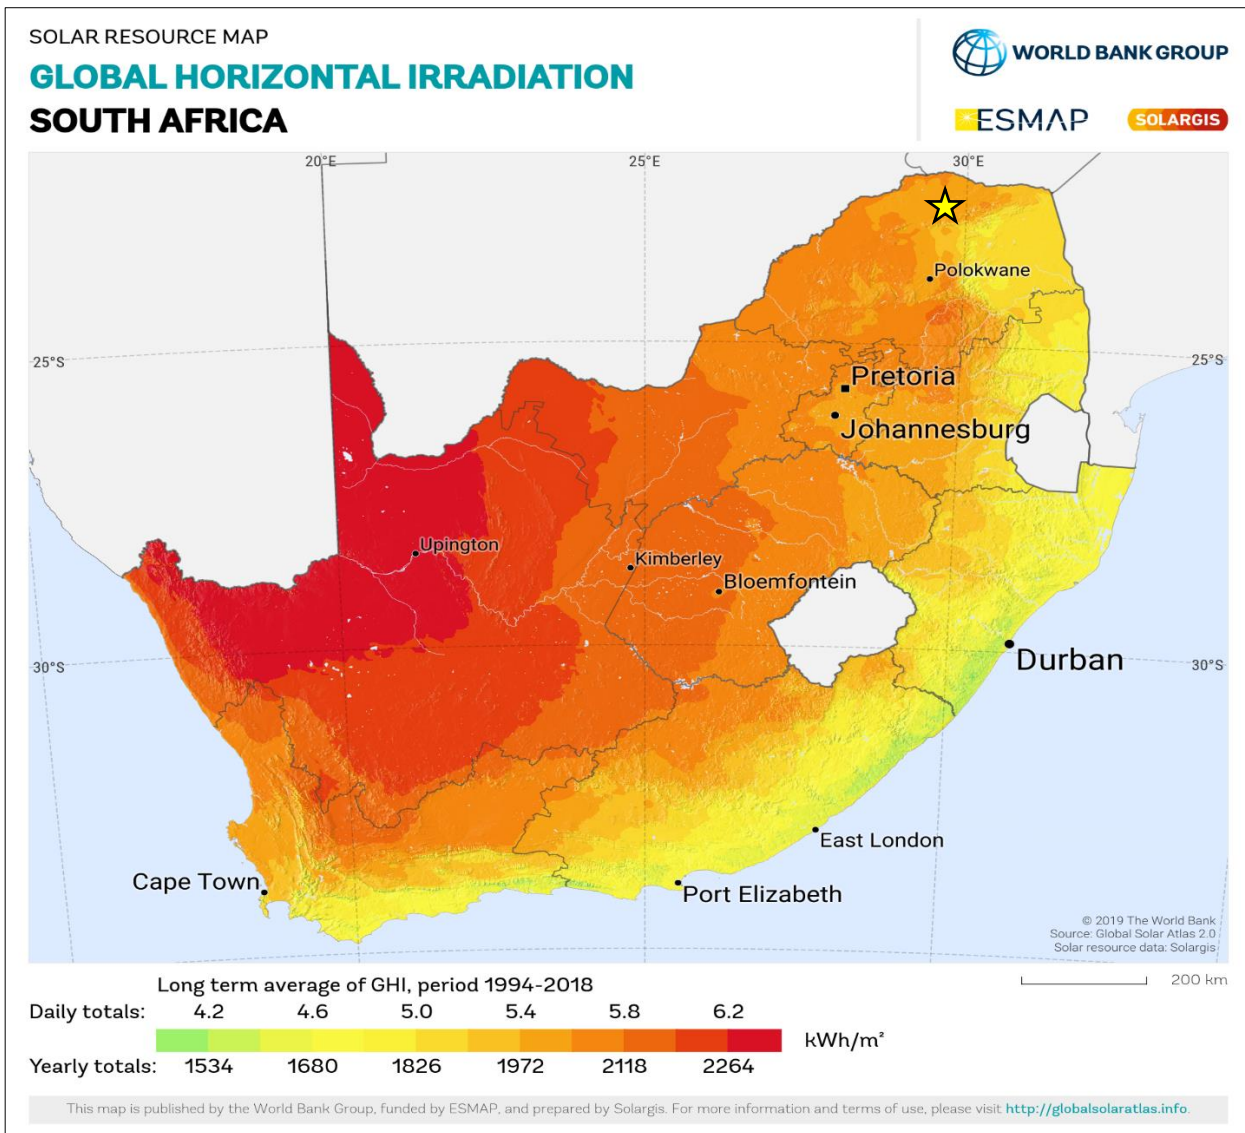 SOLAR RESOURCE MAP
GLOBAL HORIZONTAL IRRADIATION
SOUTH AFRICA
WORLD BANK GROUP
ESMAP
SOLARGIS
20°E
25°E
30°E
Polokwane
25°S
25°S
Pretoria
Johannesburg
Upington
Kimberley
Bloemfontein
Durban
30°S
30°S
East London
Cape Town
Port Elizabeth
© 2019 The World Bank
Source: Global Solar Atlas 2.0
Solar resource data: Solargis
200 km
Long term average of GHI, period 1994-2018
Daily totals: 4.2 4.6 5.0 5.4 5.8 6.2
kWh/m²
Yearly totals: 1534 1680 1826 1972 2118 2264
This map is published by the World Bank Group, funded by ESMAP, and prepared by Solargis. For more information and terms of use, please visit http://globalsolaratlas.info.